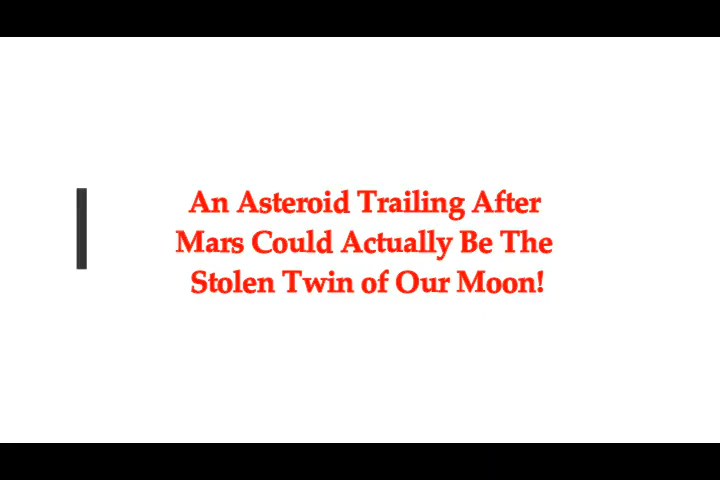 An Asteroid Trailing After
Mars Could Actually Be The
Stolen Twin of Our Moon!